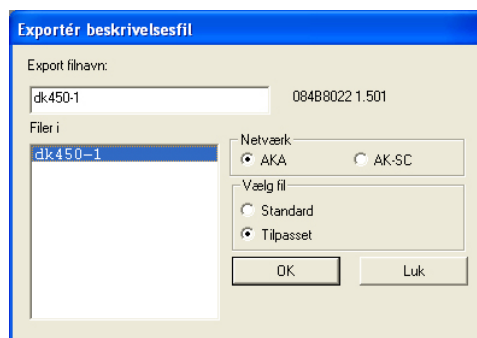 Exportér beskrivelsesfil
Export filnavn:
dk450-1
084B8022 1.501
Filer i
dk450-1
Netværk
AKA
AK-SC
Vælg fil
Standard
Tilpasset
OK
Luk